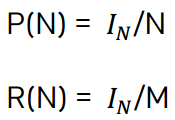 P(N) = I_N/N
R(N) = I_N/M